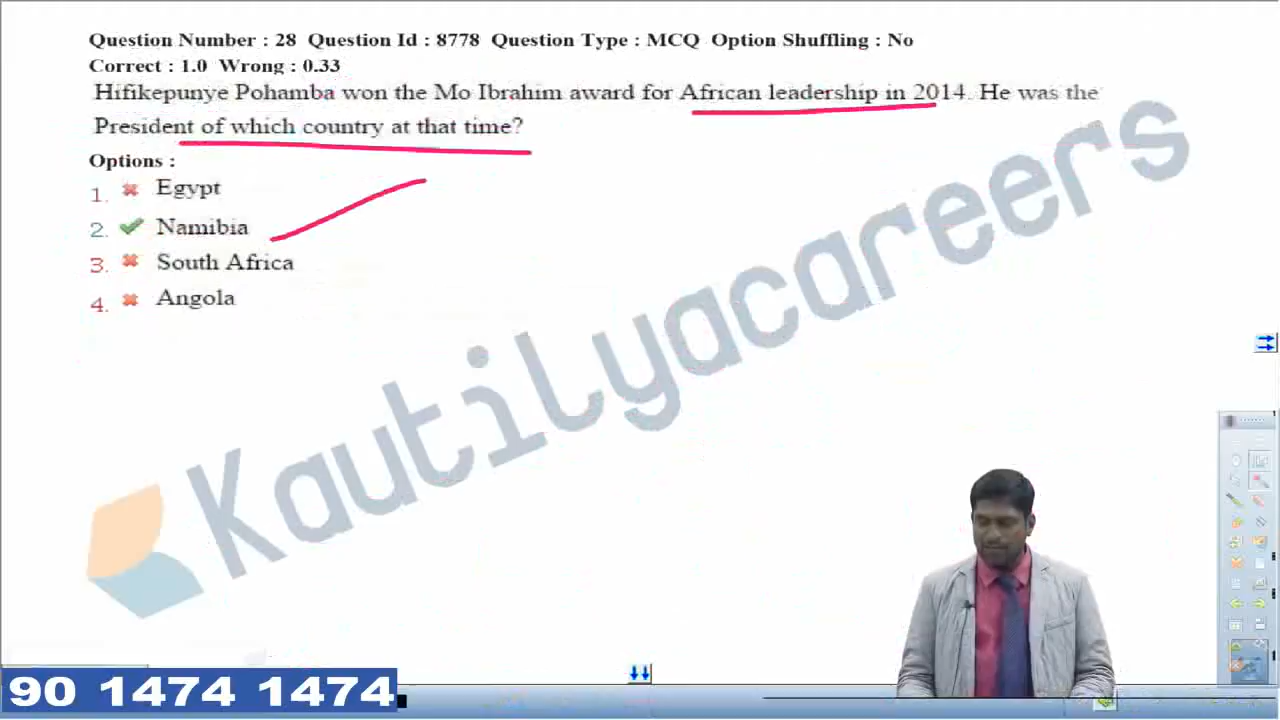 Question Number : 28 Question Id : 8778 Question Type : MCQ Option Shuffling : No
Correct : 1.0 Wrong : 0.33
Hifikepunye Pohamba won the Mo Ibrahim award for African leadership in 2014. He was the
President of which country at that time?
Options :
1. Egypt
2. Namibia
3. South Africa
4. Angola
Kautilyacareers
90 1474 1474